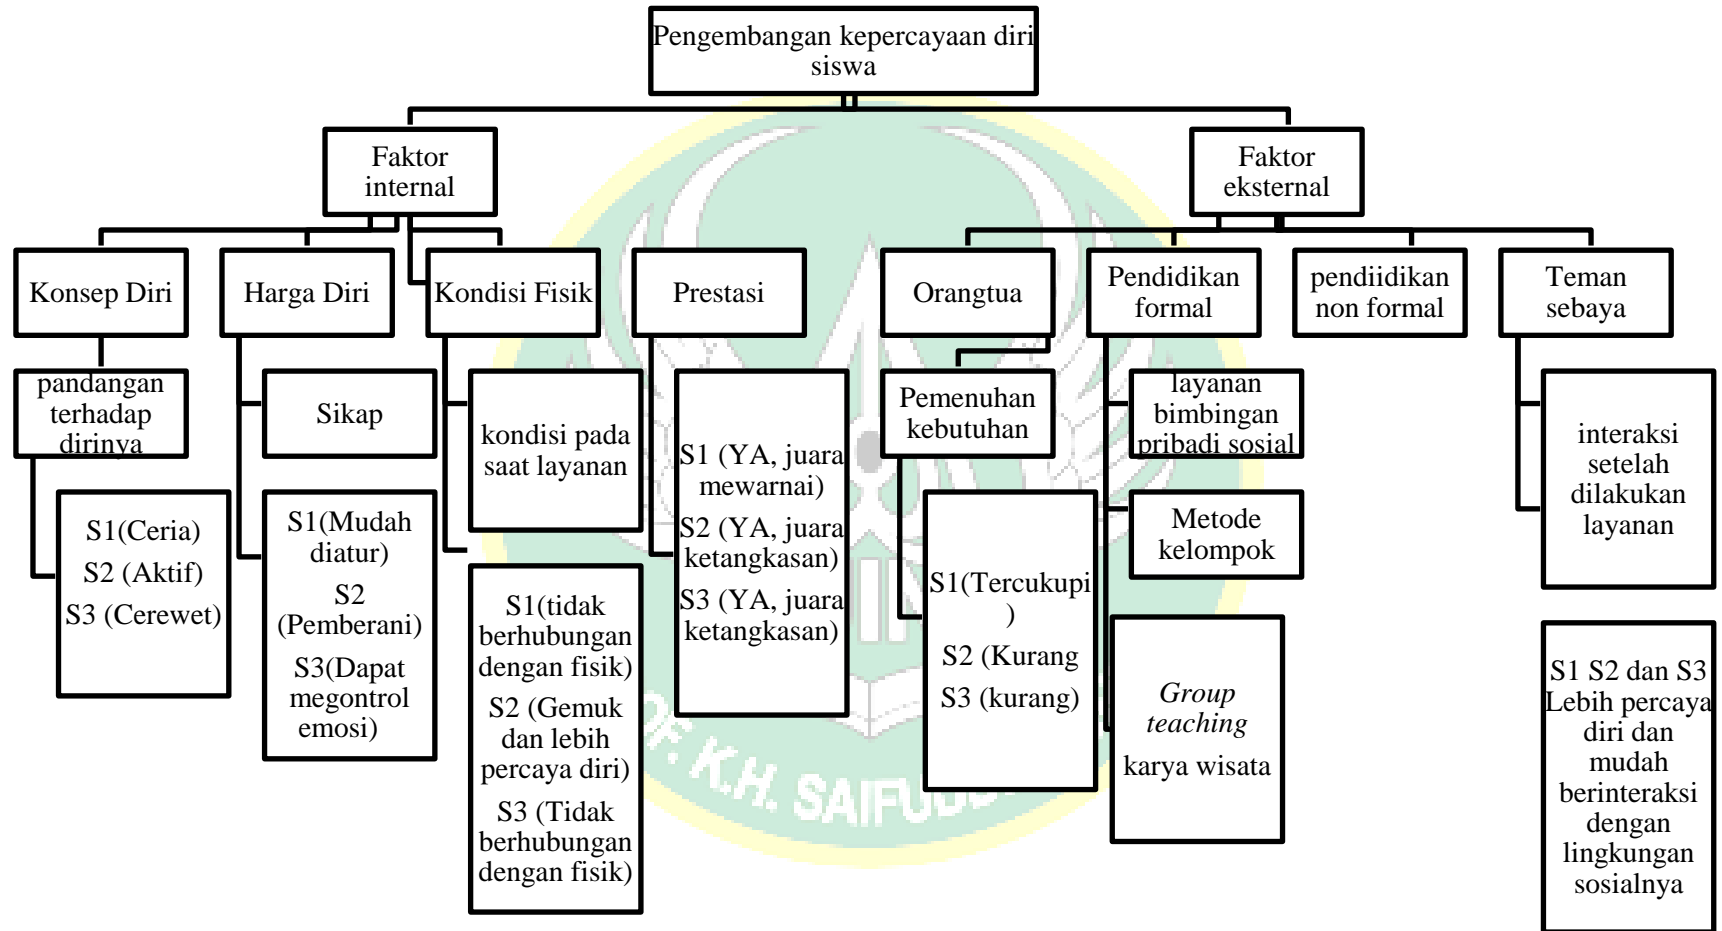 Pengembangan kepercayaan diri
siswa
Faktor
internal
Faktor
eksternal
Konsep Diri
Harga Diri
Kondisi Fisik
Prestasi
Orangtua
Pendidikan
formal
pendiidikan
non formal
Teman
sebaya
pandangan
terhadap
dirinya
S1(Ceria)
S2 (Aktif)
S3 (Cerewet)
Sikap
S1(Mudah
diatur)
S2
(Pemberani)
S3(Dapat
megontrol
emosi)
kondisi pada
saat layanan
S1(tidak
berhubungan
dengan fisik)
S2 (Gemuk
dan lebih
percaya diri)
S3 (Tidak
berhubungan
dengan fisik)
S1 (YA, juara
mewarnai)
S2 (YA, juara
ketangkasan)
S3 (YA, juara
ketangkasan)
Pemenuhan
kebutuhan
S1(Tercukupi
)
S2 (Kurang
S3 (kurang)
layanan
bimbingan
pribadi sosial
Metode
kelompok
Group
teaching
karya wisata
interaksi
setelah
dilakukan
layanan
S1 S2 dan S3
Lebih percaya
diri dan
mudah
berinteraksi
dengan
lingkungan
sosialnya
K.H.